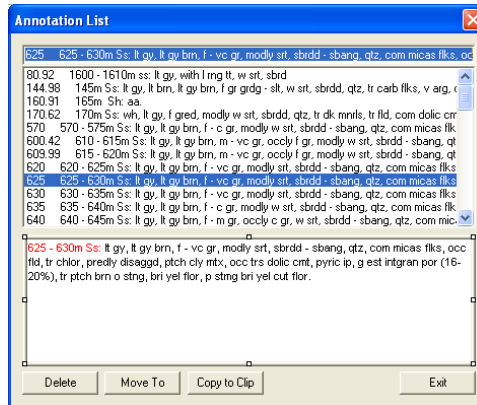 Annotation List
625 625 - 630m Ss: lt gy, lt gy brn, f - vc gr, modly srt, sbrdd - sbang, qtz, com micas flks, oc
80.92 1600 - 1610m ss: lt gy, with l rng tt, w srt, sbrd
144.98 145m Ss: lt gy, lt brn, lt gy brn, f gr grdg - slt, w srt, sbrdd, qtz, tr carb flks, v arg, c
160.91 165m Sh: aa.
170.62 170m Ss: wh, lt gy, f gred, modly w srt, sbrdd, qtz, tr dk mnrls, tr fld, com dolic cm
570 570 - 575m Ss: lt gy, lt gy brn, f - c gr, modly w srt, sbrdd - sbang, qtz, com micas flk
600.42 610 - 615m Ss: lt gy, lt gy brn, m - vc gr, occly f gr, modly w srt, sbrdd - sbang, qt
609.99 615 - 620m Ss: lt gy, lt gy brn, m - vc gr, occly f gr, modly w srt, sbrdd - sbang, qt
620 620 - 625m Ss: lt gy, lt gy brn, f - vc gr, modly srt, sbrdd - sbang, qtz, com micas flks
625 625 - 630m Ss: lt gy, lt gy brn, f - vc gr, modly srt, sbrdd - sbang, qtz, com micas flks
630 630 - 635m Ss: lt gy, lt gy brn, f - vc gr, modly srt, sbrdd - sbang, qtz, com micas flks
635 635 - 640m Ss: lt gy, lt gy brn, f - c gr, modly w srt, sbrdd - sbang, qtz, com micas flk
640 640 - 645m Ss: lt gy, lt gy brn, f - m gr, occly c gr, w srt, sbrdd - sbang, qtz, com mic
625 - 630m Ss: lt gy, lt gy brn, f - vc gr, modly srt, sbrdd - sbang, qtz, com micas flks, occ
fld, tr chlor, predly disaggd, ptch cly mtx, occ trs dolic cmt, pyric ip, g est intgran por (16-
20%), tr ptch brn o stng, bri yel flor, p stmg bri yel cut flor.
Delete Move To Copy to Clip Exit